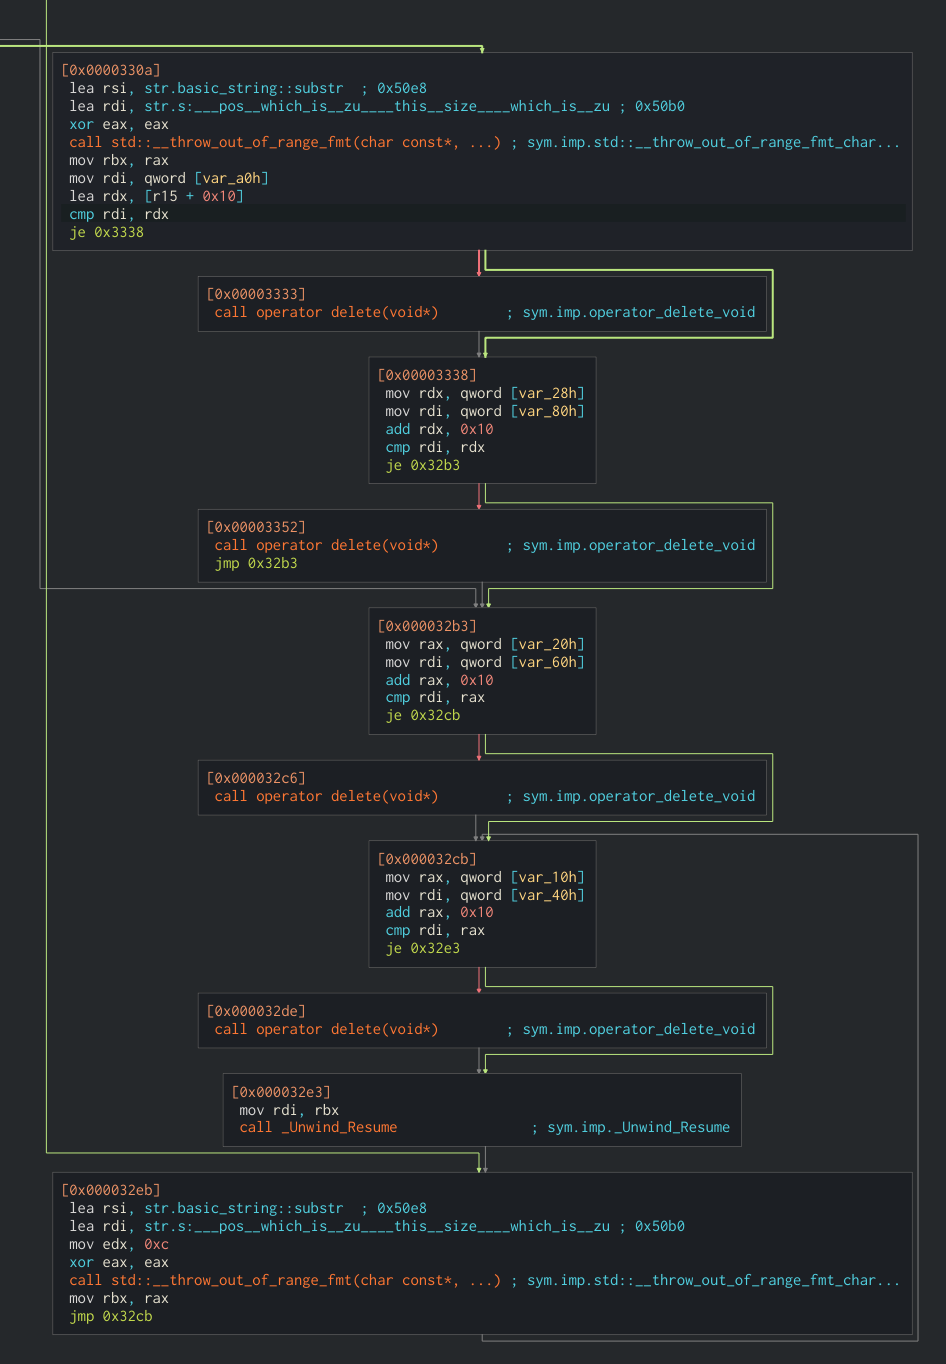 [0x0000330a]
lea rsi, str.basic_string::substr ; 0x50e8
lea rdi, str.s:___pos__which_is__zu____this__size____which_is__zu ; 0x50b0
xor eax, eax
call std::__throw_out_of_range_fmt(char const*, ...) ; sym.imp.std::__throw_out_of_range_fmt_char...
mov rbx, rax
mov rdi, qword [var_a0h]
lea rdx, [r15 + 0x10]
cmp rdi, rdx
je 0x3338
[0x00003333]
call operator delete(void*) ; sym.imp.operator_delete_void
[0x00003338]
mov rdx, qword [var_28h]
mov rdi, qword [var_80h]
add rdx, 0x10
cmp rdi, rdx
je 0x32b3
[0x00003352]
call operator delete(void*) ; sym.imp.operator_delete_void
jmp 0x32b3
[0x000032b3]
mov rax, qword [var_20h]
mov rdi, qword [var_60h]
add rax, 0x10
cmp rdi, rax
je 0x32cb
[0x000032c6]
call operator delete(void*) ; sym.imp.operator_delete_void
[0x000032cb]
mov rax, qword [var_10h]
mov rdi, qword [var_40h]
add rax, 0x10
cmp rdi, rax
je 0x32e3
[0x000032de]
call operator delete(void*) ; sym.imp.operator_delete_void
[0x000032e3]
mov rdi, rbx
call _Unwind_Resume ; sym.imp._Unwind_Resume
[0x000032eb]
lea rsi, str.basic_string::substr ; 0x50e8
lea rdi, str.s:___pos__which_is__zu____this__size____which_is__zu ; 0x50b0
mov edx, 0xc
xor eax, eax
call std::__throw_out_of_range_fmt(char const*, ...) ; sym.imp.std::__throw_out_of_range_fmt_char...
mov rbx, rax
jmp 0x32cb